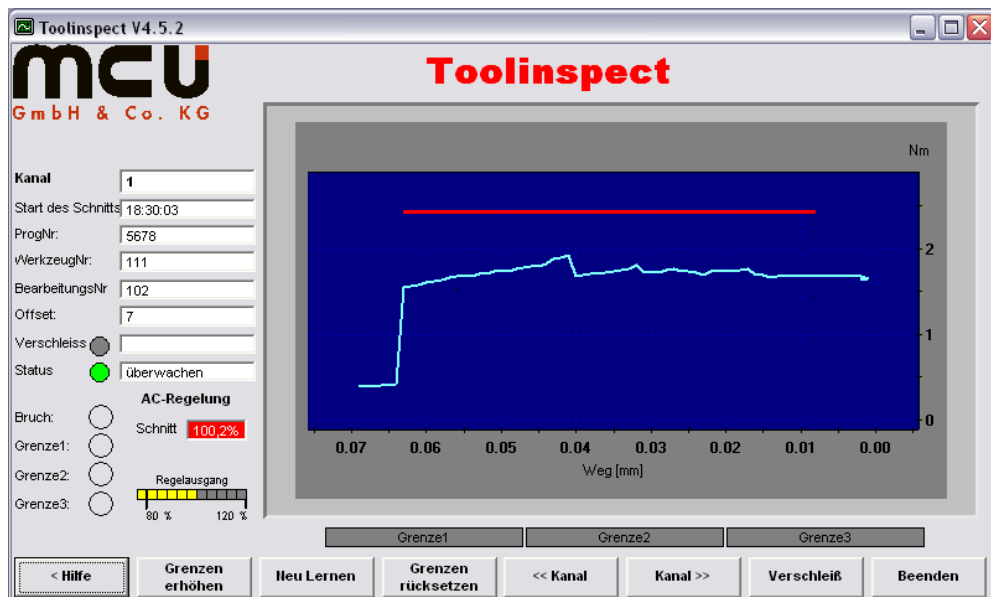 Toolinspect V4.5.2
mcu
GmbH & Co. KG
Toolinspect
Nm
Kanal 1
Start des Schnitts 18:30:03
ProgNr: 5678
WerkzeugNr: 111
BearbeitungsNr 102
Offset: 7
Verschleiss
Status überwachen
AC-Regelung
Bruch:
Schnitt 100,2%
Grenze1:
Grenze2:
Regelausgang
Grenze3:
80 % 120 %
2
1
0
0.07 0.06 0.05 0.04 0.03 0.02 0.01 0.00
Weg [mm]
Grenze1 Grenze2 Grenze3
< Hilfe
Grenzen erhöhen
Neu Lernen
Grenzen rücksetzen
<< Kanal
Kanal >>
Verschleiß
Beenden